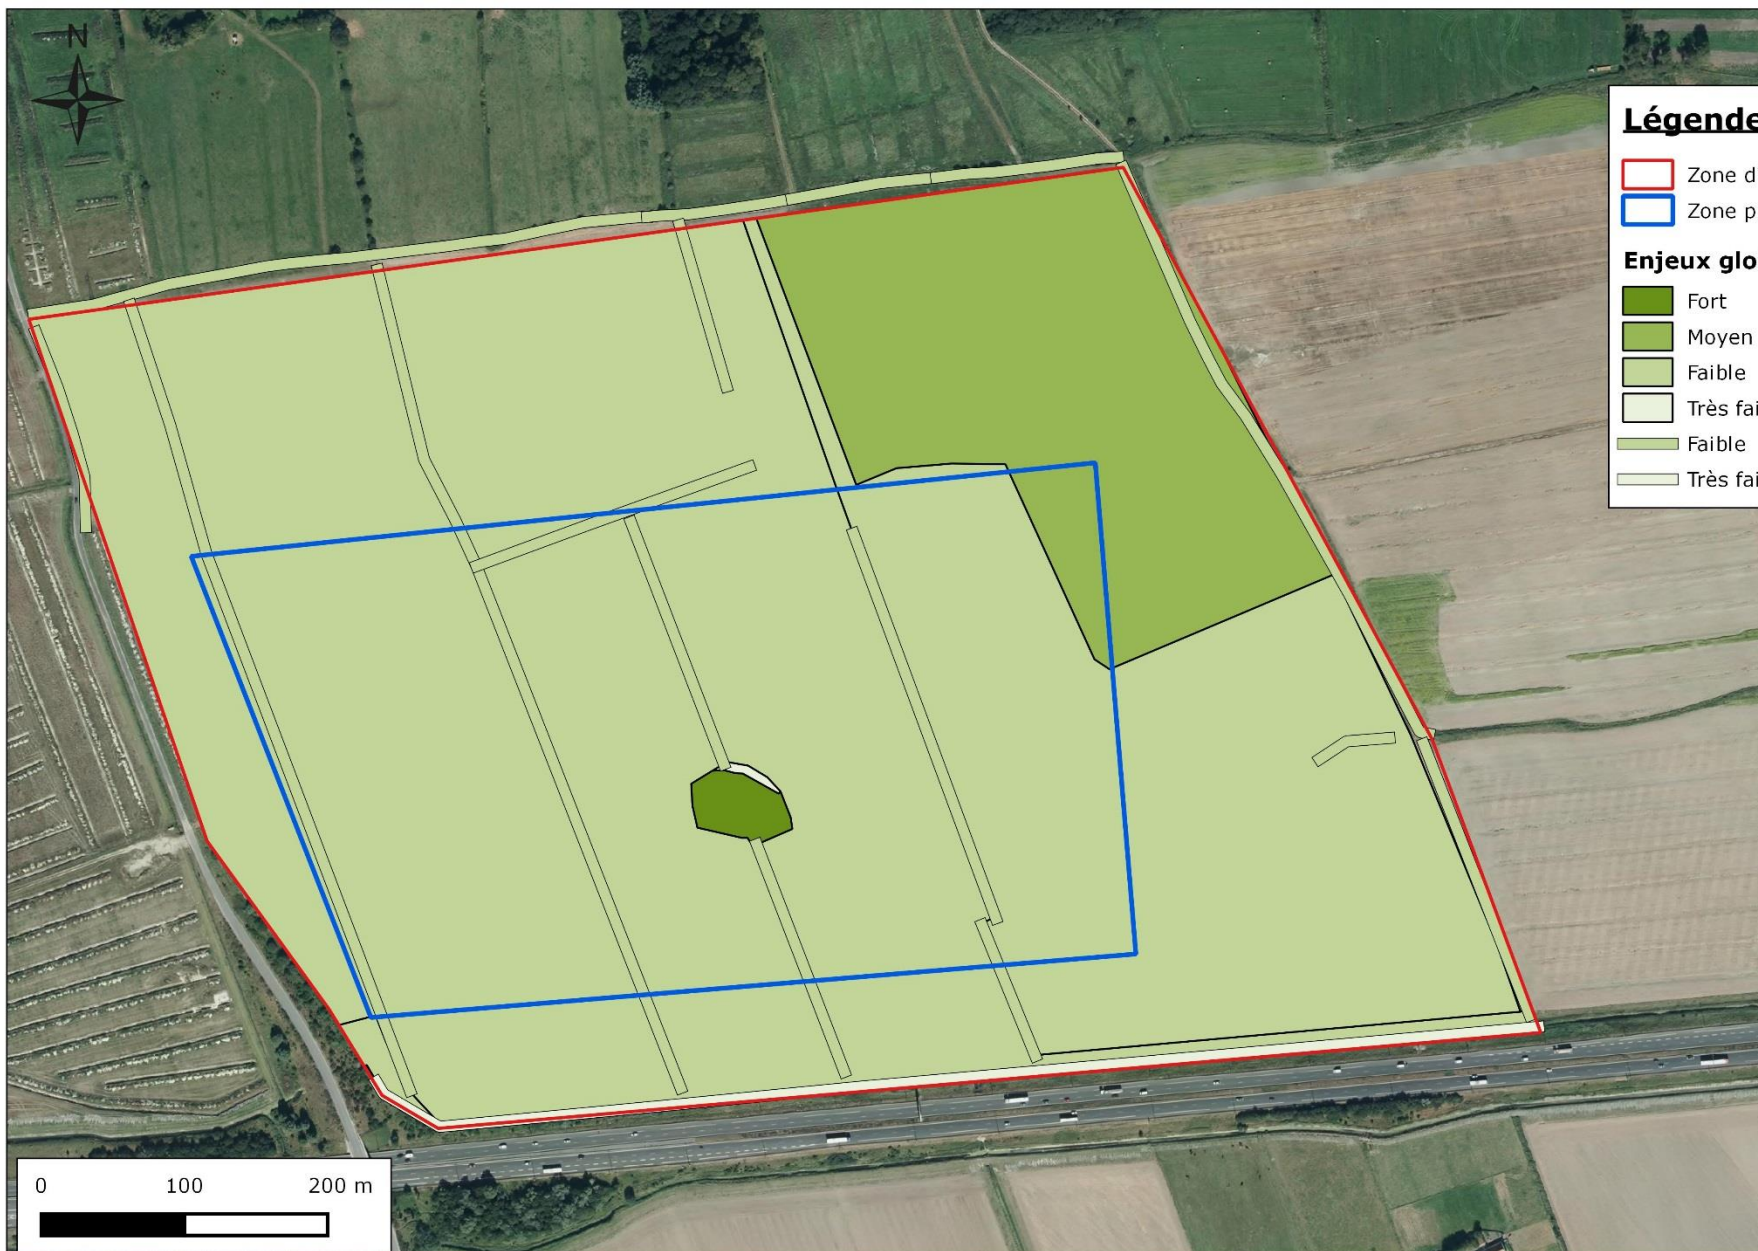 N
Légende
Zone d
Zone p
Enjeux glo
Fort
Moyen
Faible
Très fai
Faible
Très fai
0 100 200 m